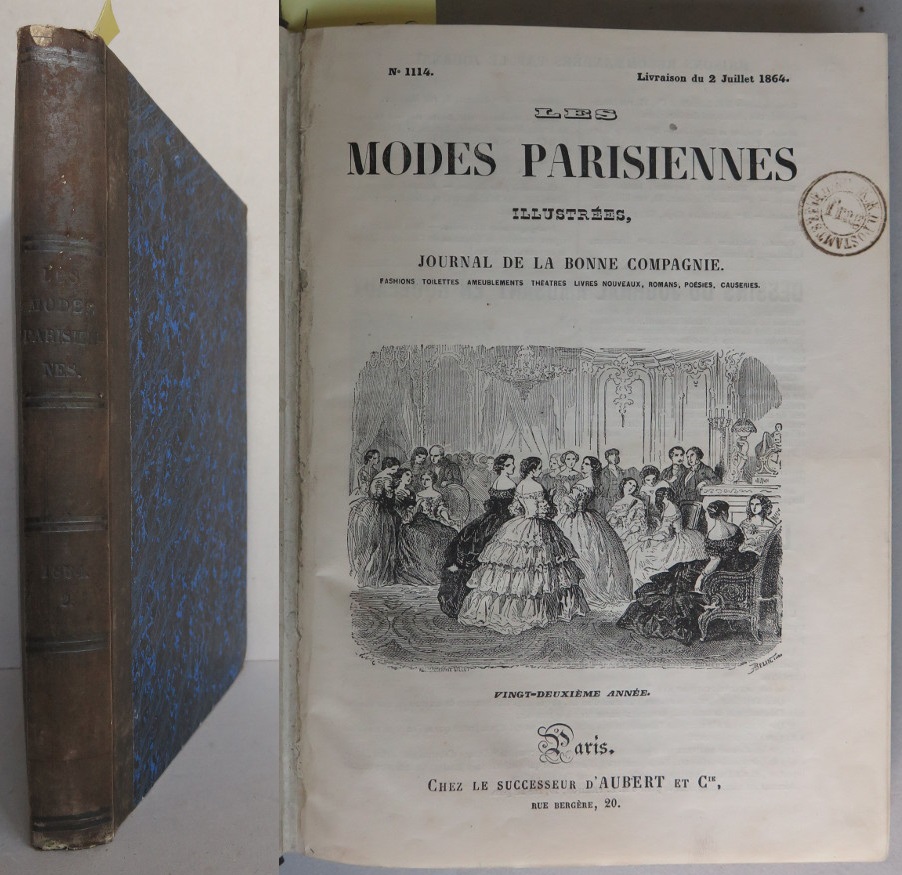 LES
MODES
PARISIEN
NES.
N° 1114.
Livraison du 2 Juillet 1864.
LES
MODES PARISIENNES
ILLUSTRÉES,
JOURNAL DE LA BONNE COMPAGNIE.
FASHIONS TOILETTES AMEUBLEMENTS THEATRES LIVRES NOUVEAUX, ROMANS, POÉSIES, CAUSERIES.
VINGT-DEUXIÈME ANNÉE.
Paris.
CHEZ LE SUCCESSEUR D'AUBERT ET Cie,
RUE BERGÈRE, 20.